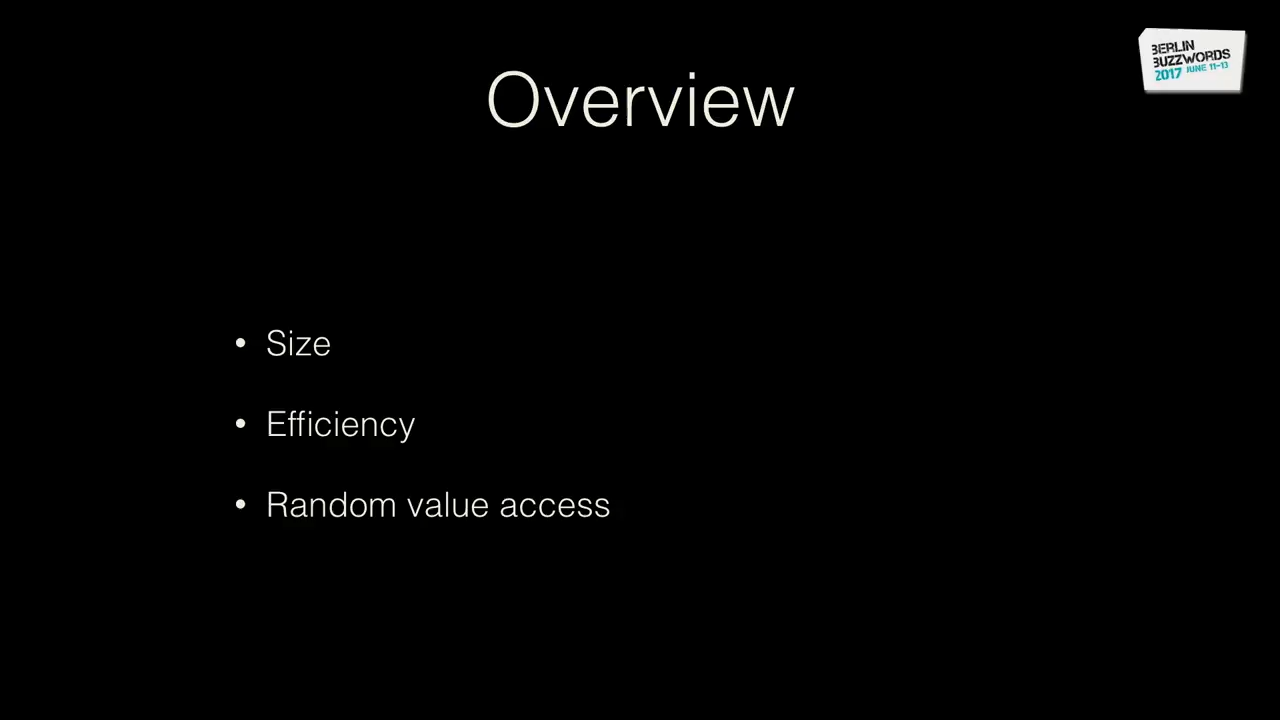 BERLIN
BUZZWORDS
2017 JUNE 11-13
Overview
• Size
• Efficiency
• Random value access